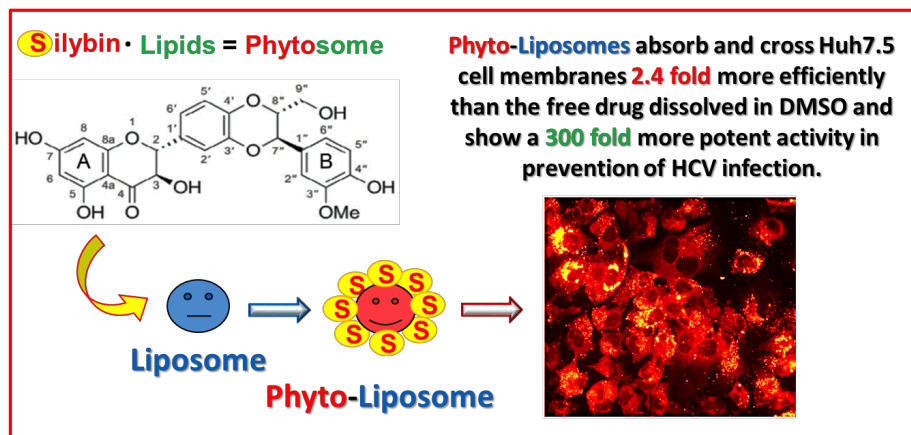 Silybin · Lipids = Phytosome
Phyto-Liposomes absorb and cross Huh7.5
cell membranes 2.4 fold more efficiently
than the free drug dissolved in DMSO and
show a 300 fold more potent activity in
prevention of HCV infection.
9"
5'
4'
O
8"
OH
6'
6"
1
1'
3'
O
7"
1"
5"
HO
8
8a
O
2
2'
B
7
A
2"
4"
OH
6
4a
3
OH
3"
5
4
OMe
OH
O
S
S
S
S
S
S
S
S
Liposome
Phyto-Liposome